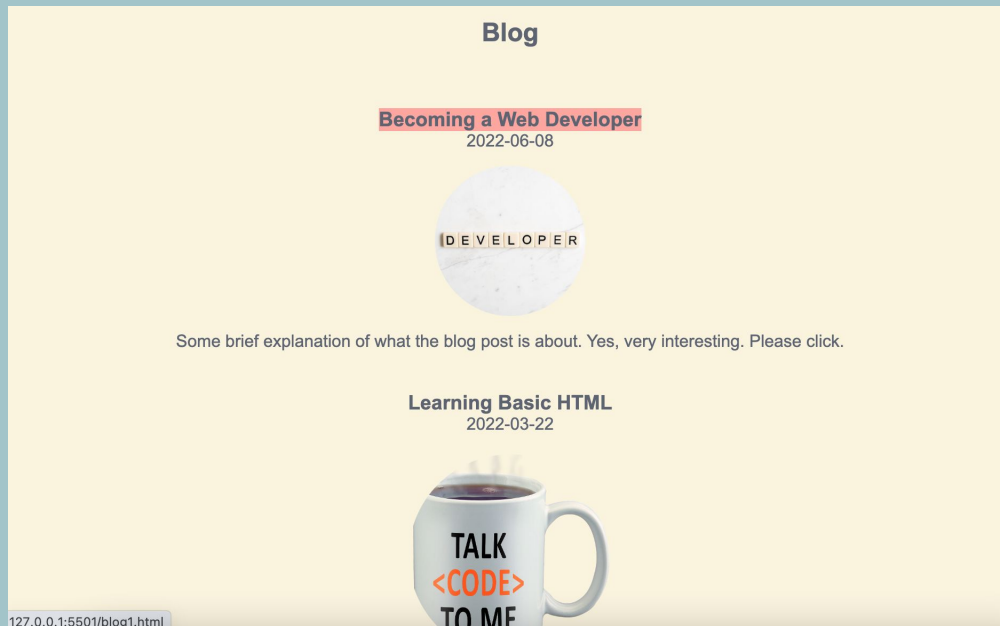 Blog
Becoming a Web Developer
2022-06-08
DEVELOPER
Some brief explanation of what the blog post is about. Yes, very interesting. Please click.
Learning Basic HTML
2022-03-22
TALK
<CODE>
TO ME
127.0.0.1:5501/blog1.html